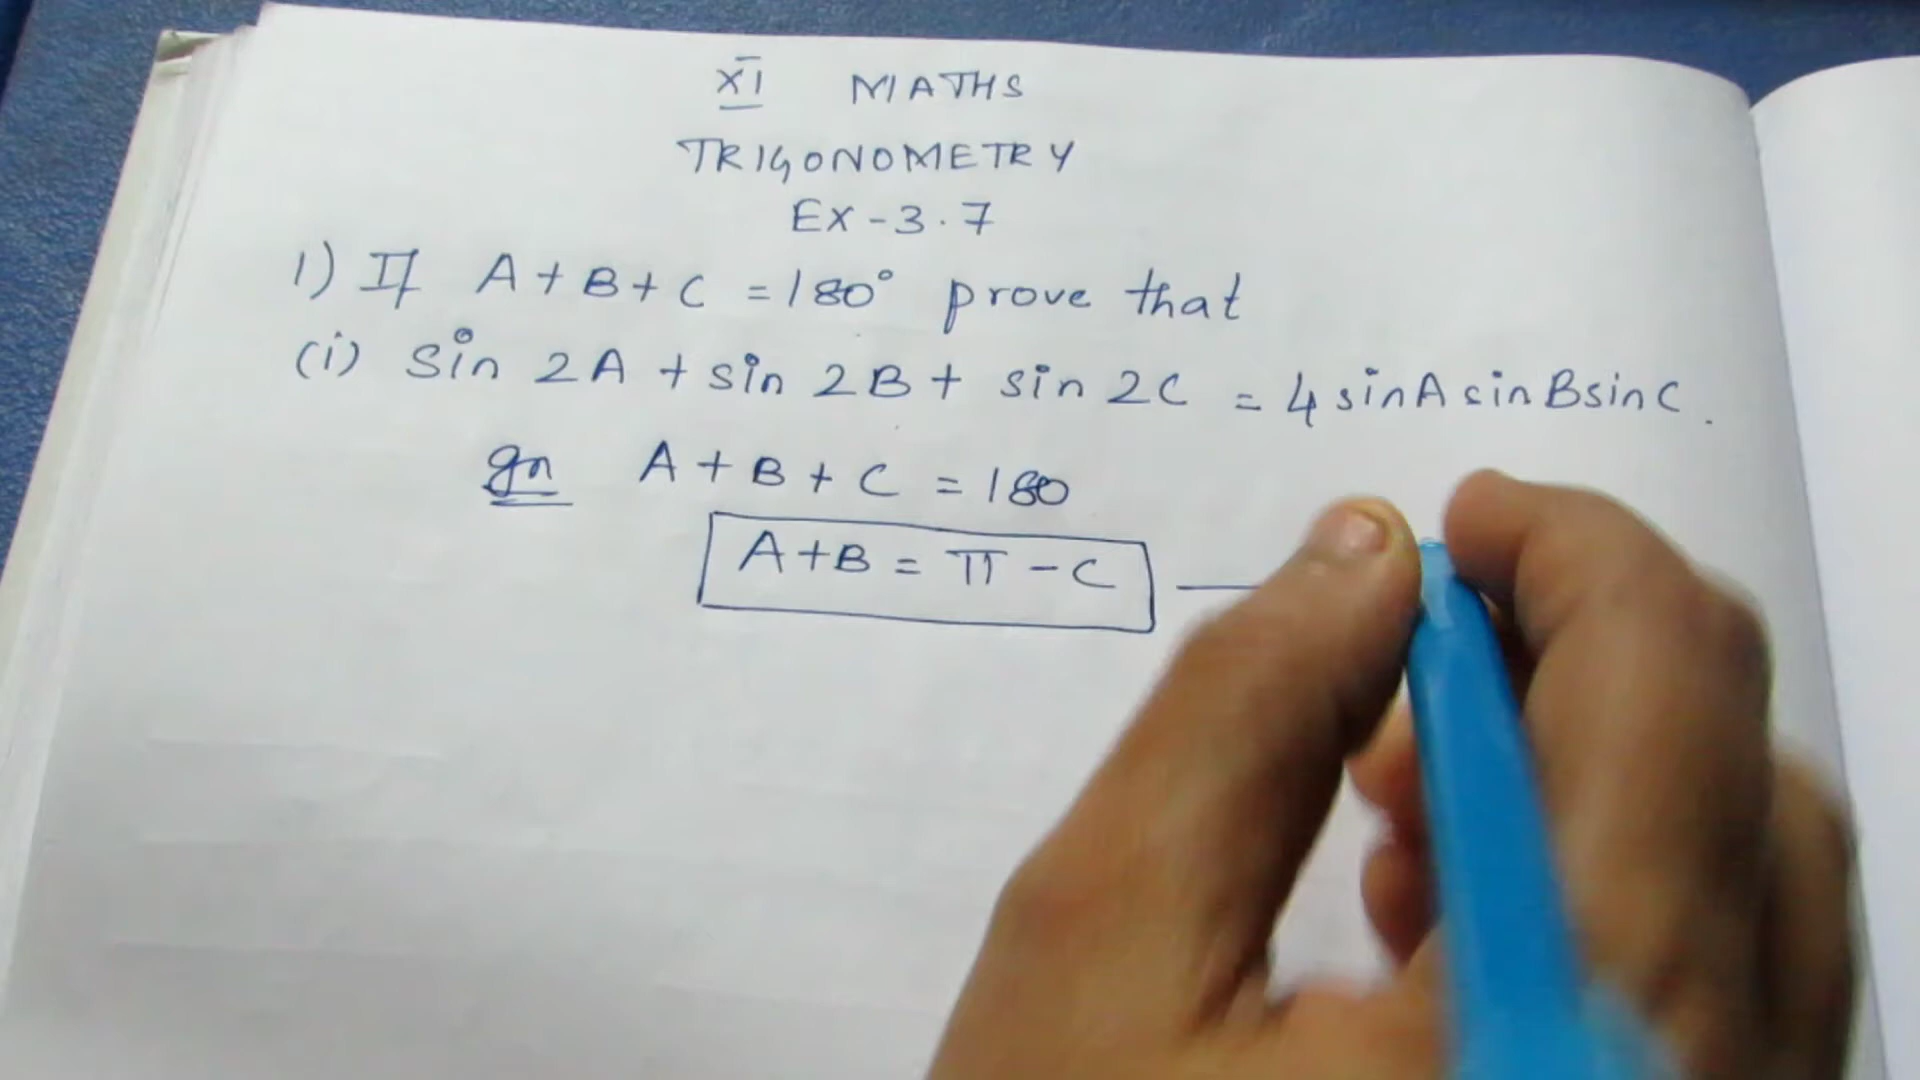 XI MATHS
TRIGONOMETRY
EX - 3.7
1) If A + B + C = 180° prove that
(i) sin 2A + sin 2B + sin 2C = 4 sinA sinB sinC.
gn A + B + C = 180
A + B = π - C